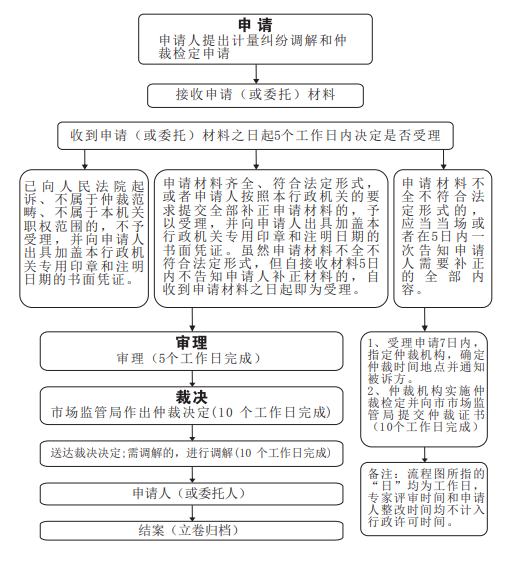 申请
申请人提出计量纠纷调解和仲
裁检定申请
接收申请（或委托）材料
收到申请（或委托）材料之日起5个工作日内决定是否受理
已向人民法院起
诉、不属于仲裁范
畴、不属于本机关
职权范围的，不予
受理，并向申请人
出具加盖本行政机
关专用印章和注明
日期的书面凭证。
申请材料齐全、符合法定形式，
或者申请人按照本行政机关的要
求提交全部补正申请材料的，予
以受理，并向申请人出具加盖本
行政机关专用印章和注明日期的
书面凭证。虽然申请材料不全不
符合法定形式，但自接收材料5日
内不告知申请人补正材料的，自
收到申请材料之日起即为受理。
申请材料不
全不符合法
定形式的，
应当当场或
者在5日内一
次告知申请
人需要补正
的全部内
容。
审理
审理（5个工作日完成）
裁决
市场监管局作出仲裁决定(10 个工作日完成)
送达裁决决定;需调解的，进行调解(10 个工作日完成)
申请人（或委托人）
结案（立卷归档）
1、受理申请7日内，
指定仲裁机构，确定
仲裁时间地点并通知
被诉方。
2、仲裁机构实施仲
裁检定并向市市场监
管局提交仲裁证书
（10个工作日完成）
备注：流程图所指的
“日”均为工作日，
专家评审时间和申请
人整改时间均不计入
行政许可时间。